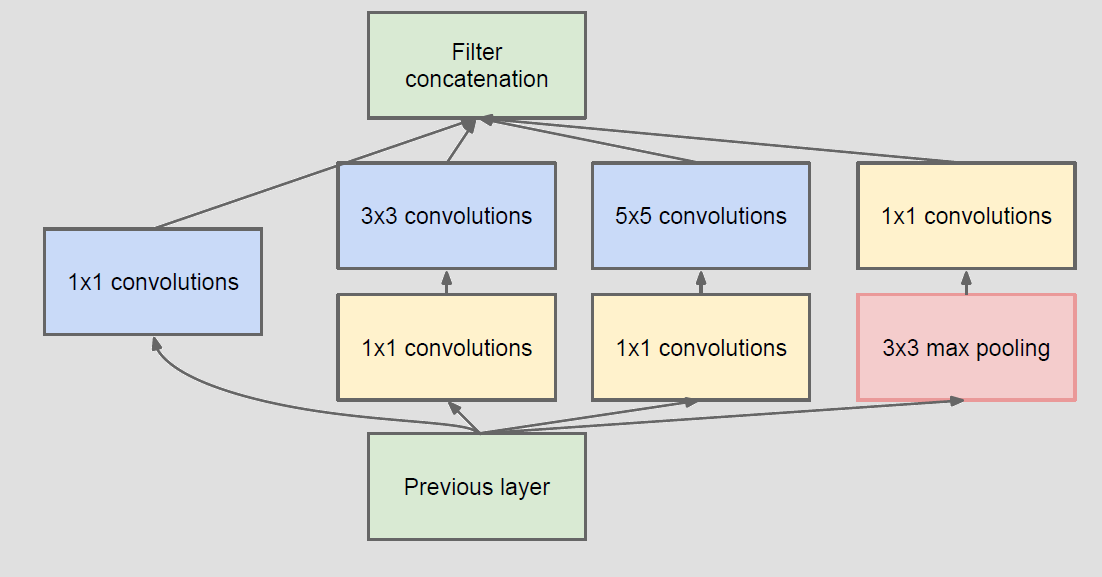 Filter
concatenation
3x3 convolutions
5x5 convolutions
1x1 convolutions
1x1 convolutions
1x1 convolutions
1x1 convolutions
3x3 max pooling
Previous layer